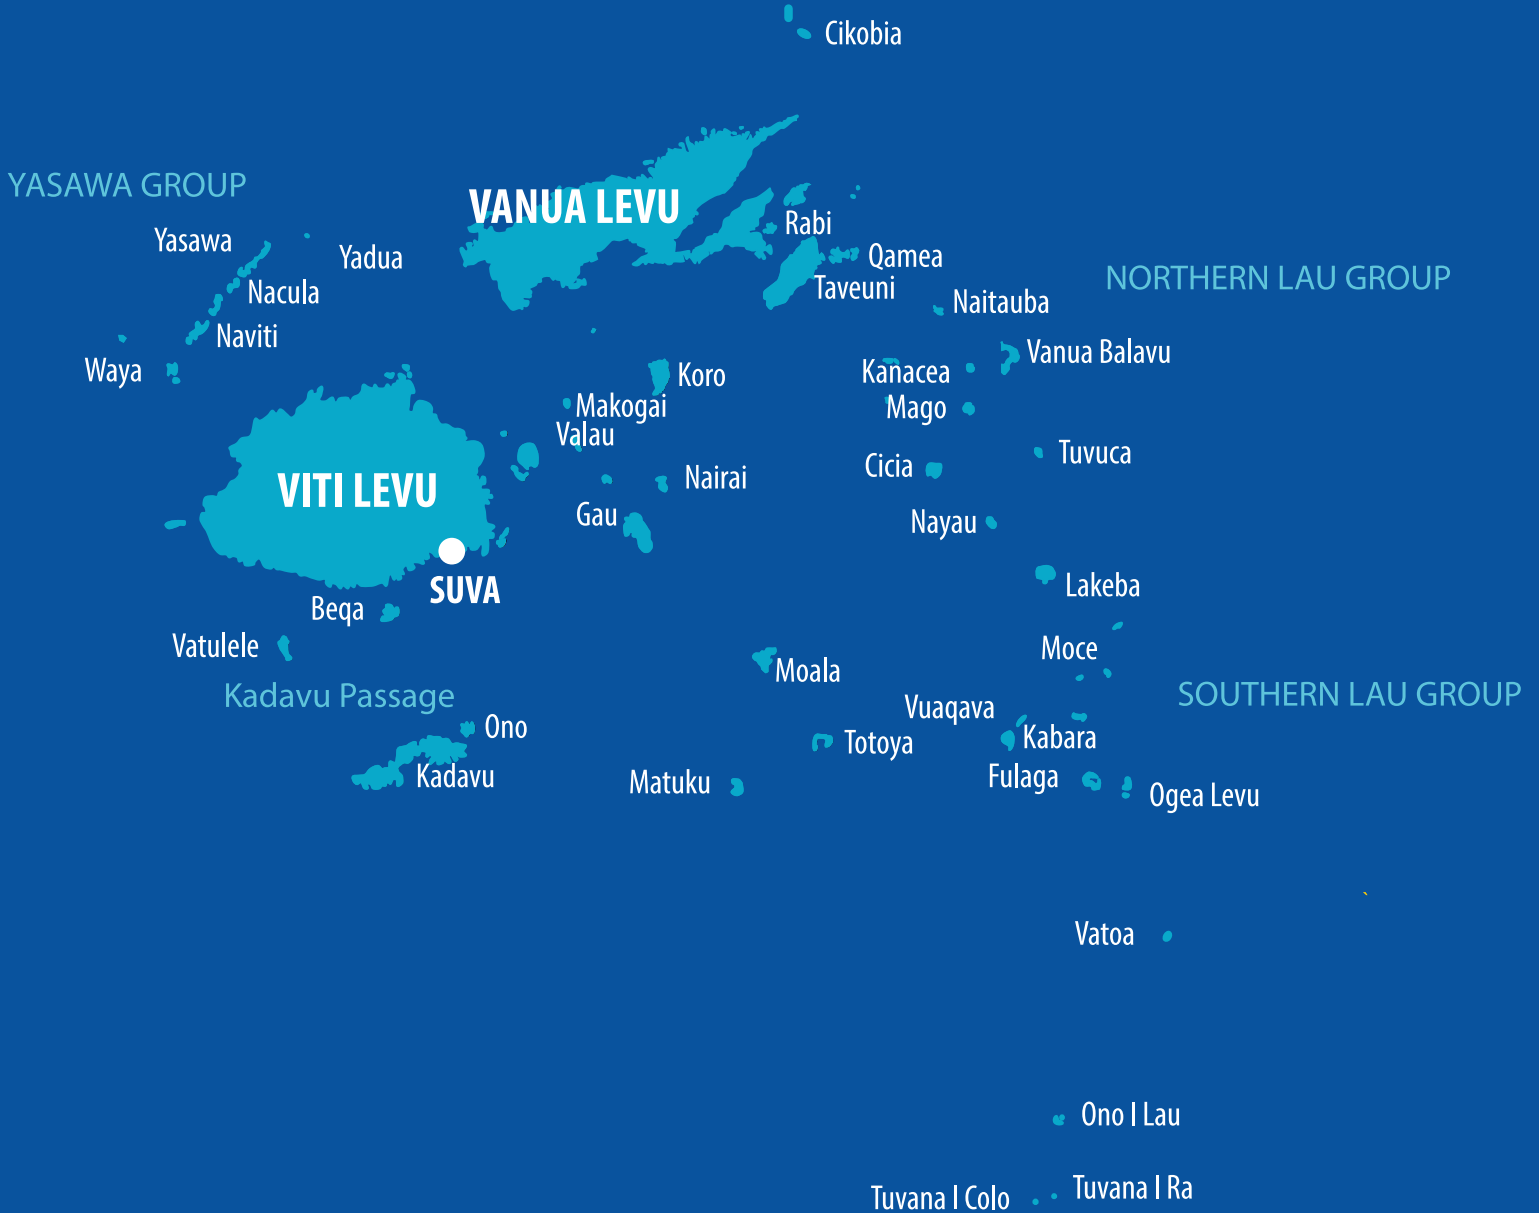 Cikobia
YASAWA GROUP
VANUA LEVU
Rabi
Yasawa
Yadua
Qamea
NORTHERN LAU GROUP
Taveuni
Nacula
Naitauba
Naviti
Vanua Balavu
Waya
Koro
Kanacea
Makogai
Mago
Valau
Tuvuca
Cicia
Nairai
VITI LEVU
Gau
Nayau
SUVA
Lakeba
Beqa
Vatulele
Moce
Moala
Kadavu Passage
SOUTHERN LAU GROUP
Vuaqava
Ono
Totoya
Kabara
Kadavu
Matuku
Fulaga
Ogea Levu
Vatoa
Ono I Lau
Tuvana I Colo
Tuvana I Ra